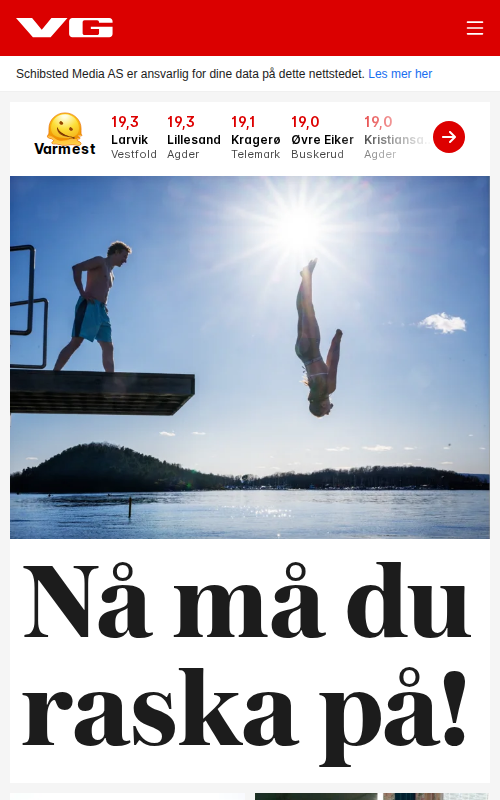 VG
Schibsted Media AS er ansvarlig for dine data på dette nettstedet. Les mer her
Varmest
19,3
Larvik
Vestfold
19,3
Lillesand
Agder
19,1
Kragerø
Telemark
19,0
Øvre Eiker
Buskerud
19,0
Kristiansa
Agder
Nå må du
raska på!